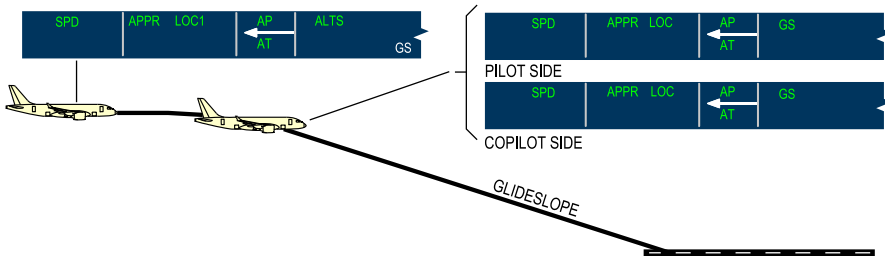 SPD APPR LOC1 AP ALTS
AT GS
SPD APPR LOC AP GS
AT
PILOT SIDE
SPD APPR LOC AP GS
AT
COPILOT SIDE
GLIDESLOPE